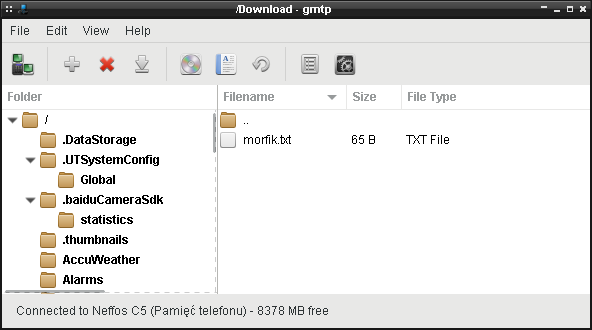 /Download - gmtp
File Edit View Help
Folder Filename Size File Type
/ ..
.DataStorage morfik.txt 65 B TXT File
.UTSystemConfig
Global
.baiduCameraSdk
statistics
.thumbnails
AccuWeather
Alarms
Connected to Neffos C5 (Pamięć telefonu) - 8378 MB free